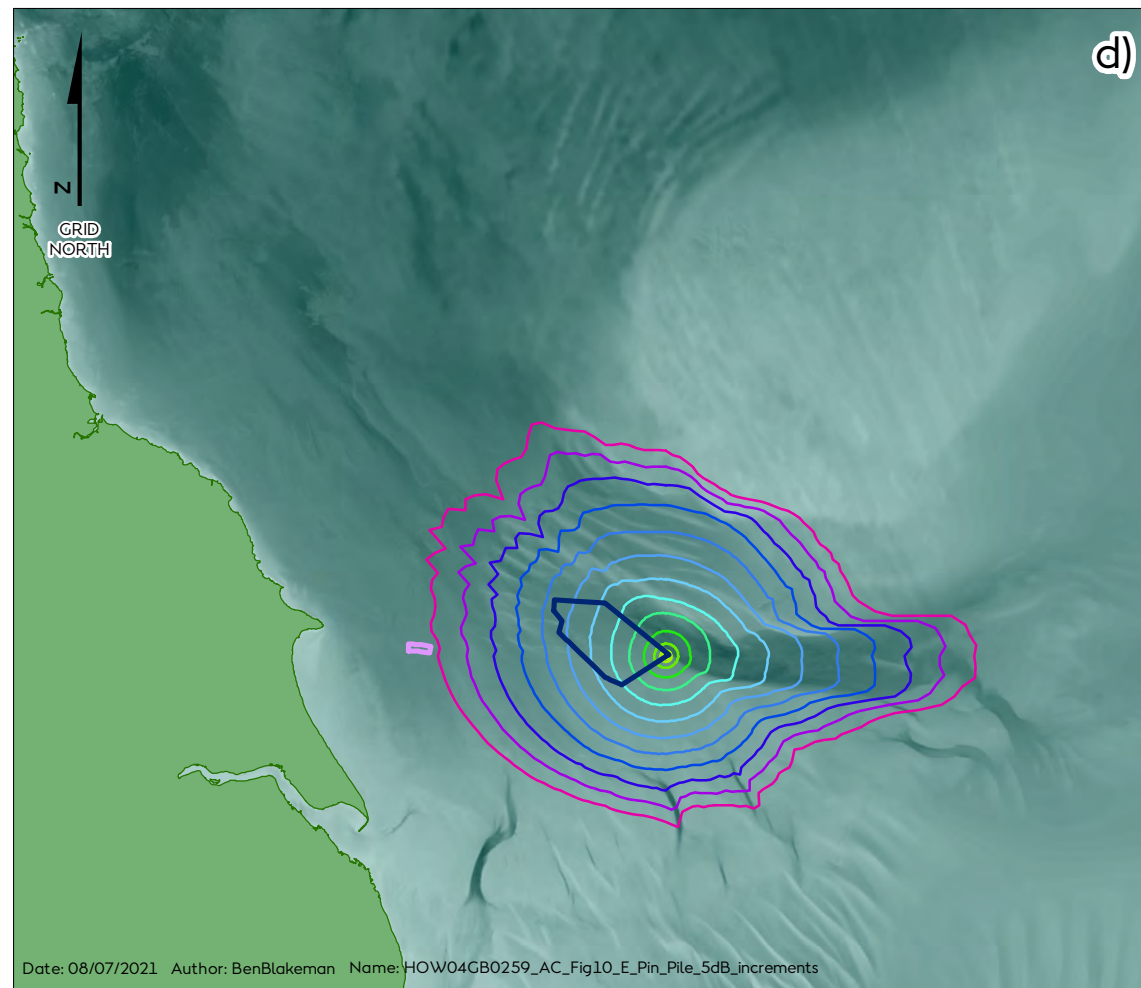 d)
N
GRID
NORTH
Date: 08/07/2021 Author: BenBlakeman Name: HOW04GB0259_AC_Fig10_E_Pin_Pile_5dB_increments